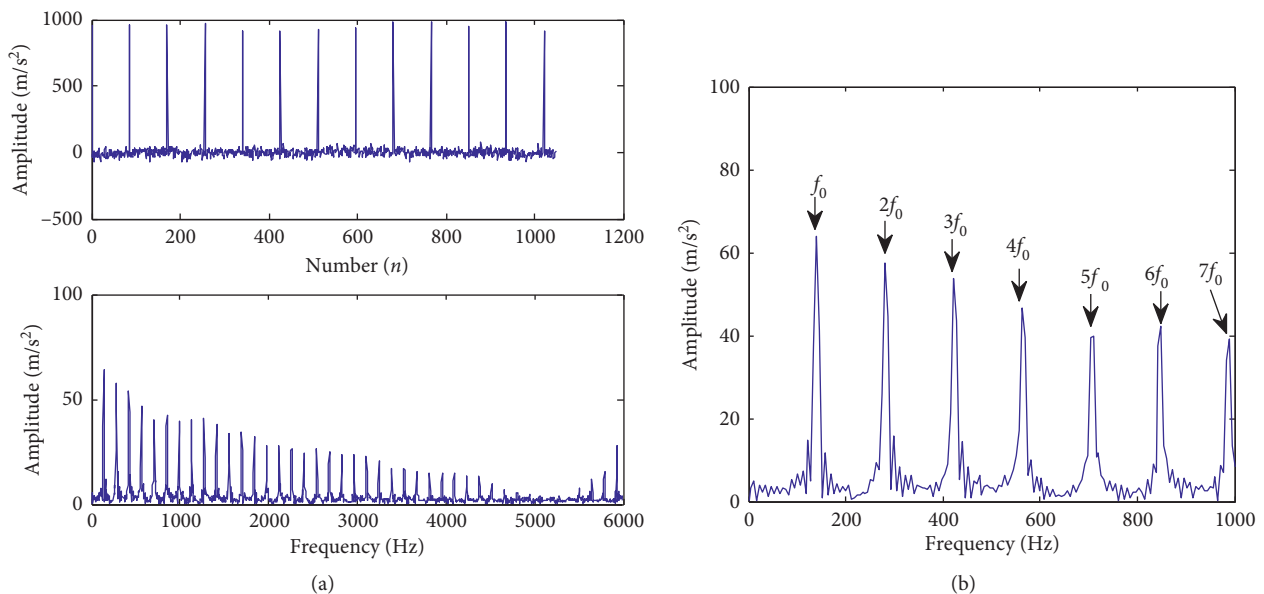 1000
500
0
–500
Amplitude (m/s²)
0 200 400 600 800 1000 1200
Number (n)
100
50
0
Amplitude (m/s²)
0 1000 2000 3000 4000 5000 6000
Frequency (Hz)
(a)
100
80
60
40
20
0
Amplitude (m/s²)
f₀
2f₀
3f₀
4f₀
5f₀
6f₀
7f₀
0 200 400 600 800 1000
Frequency (Hz)
(b)